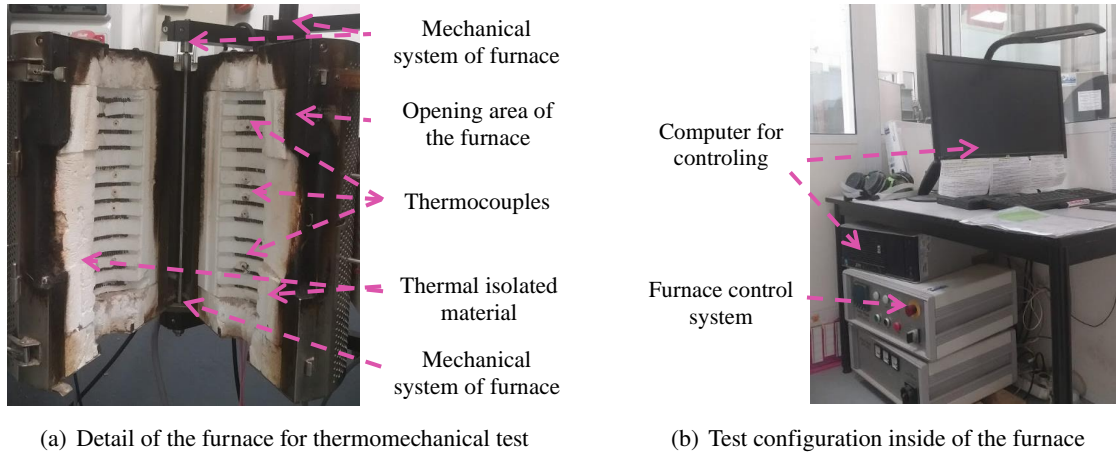 Mechanical
system of furnace
Opening area of
the furnace
Thermocouples
Thermal isolated
material
Mechanical
system of furnace
(a) Detail of the furnace for thermomechanical test
Computer for
controling
Furnace control
system
(b) Test configuration inside of the furnace